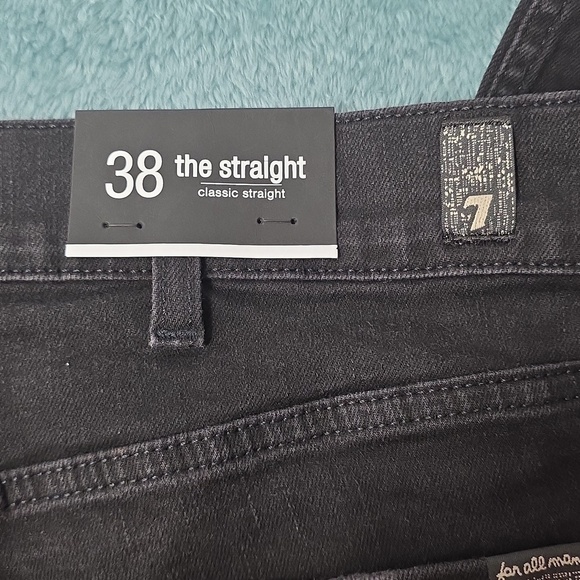 38 the straight
classic straight
7
for all man